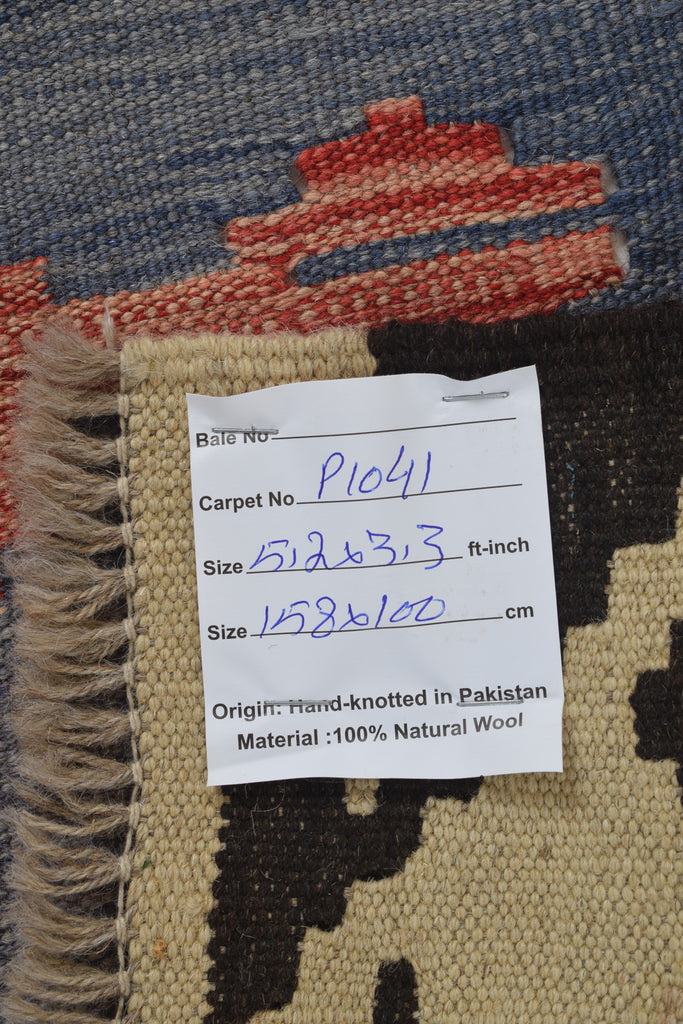 Bale No
Carpet No P1041
Size 5,2x3,3 ft-inch
Size 158x100 cm
Origin: Hand-knotted in Pakistan
Material :100% Natural Wool